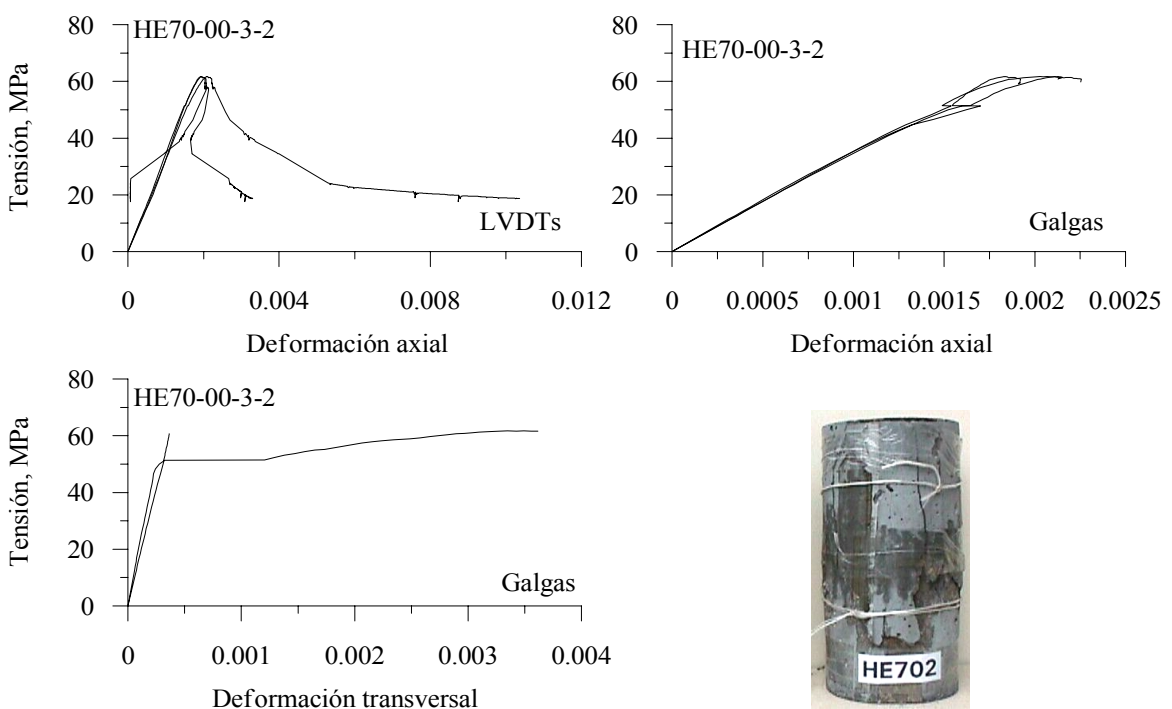 80
HE70-00-3-2
60
40
20
0
Tensión, MPa
LVDTs
0 0.004 0.008 0.012
Deformación axial
80
HE70-00-3-2
60
40
20
0
Tensión, MPa
Galgas
0 0.0005 0.001 0.0015 0.002 0.0025
Deformación axial
80
HE70-00-3-2
60
40
20
0
Tensión, MPa
Galgas
0 0.001 0.002 0.003 0.004
Deformación transversal
HE702